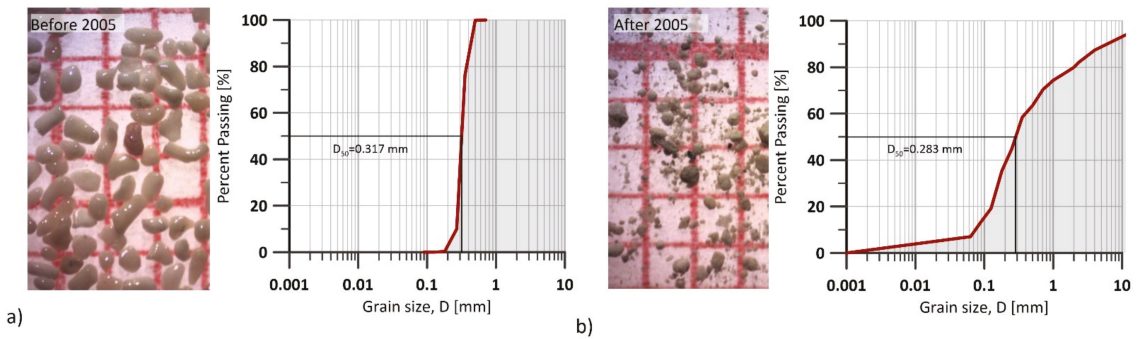 Before 2005
Percent Passing [%]
100
80
60
40
20
0
D50=0.317 mm
0.001 0.01 0.1 1 10
Grain size, D [mm]
a)
After 2005
Percent Passing [%]
100
80
60
40
20
0
D50=0.283 mm
0.001 0.01 0.1 1 10
Grain size, D [mm]
b)